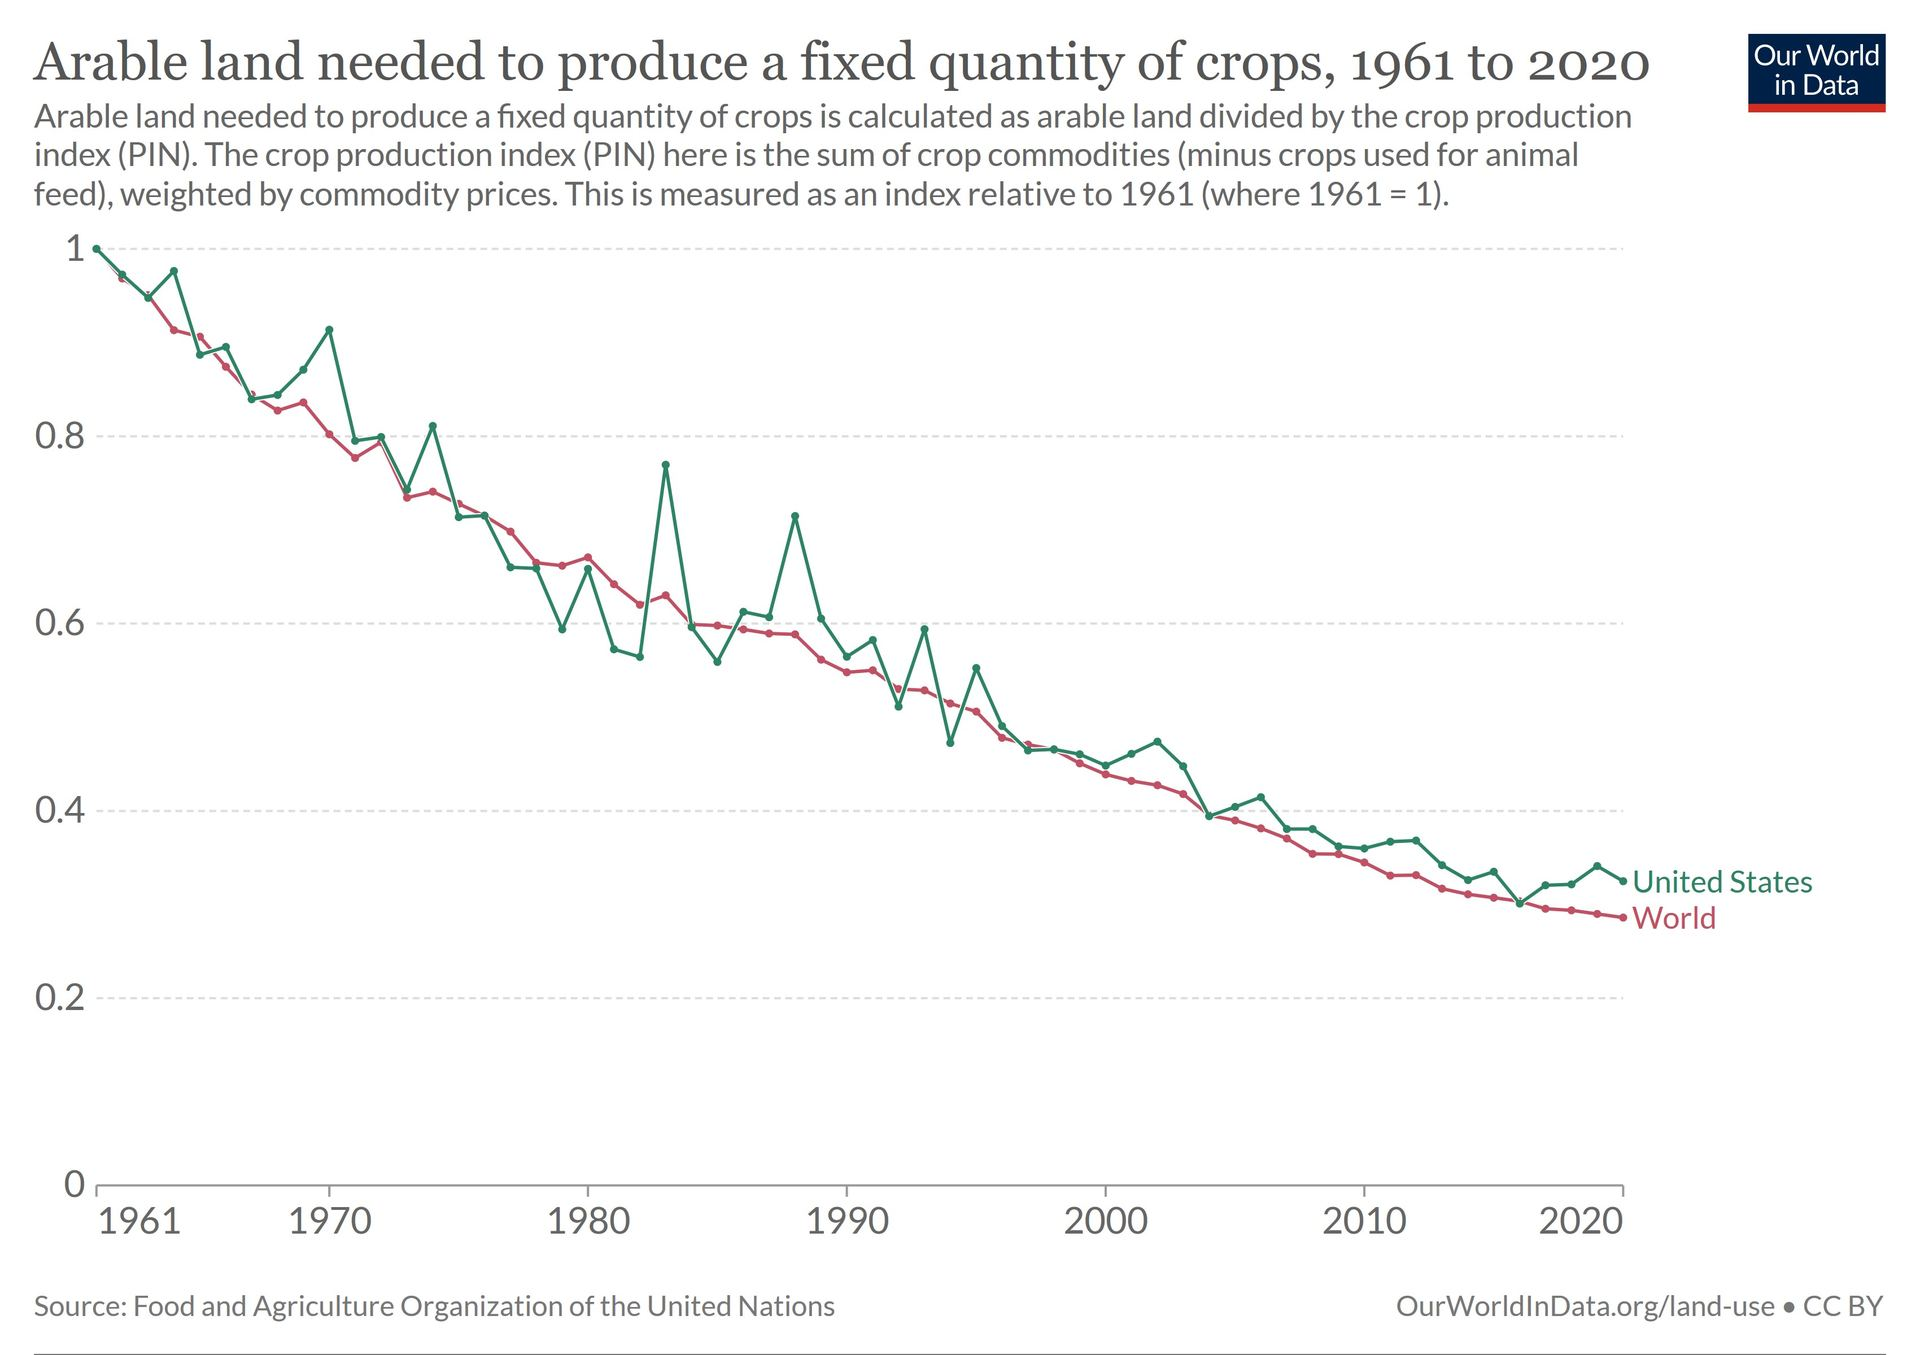 Arable land needed to produce a fixed quantity of crops, 1961 to 2020
Our World
in Data
Arable land needed to produce a fixed quantity of crops is calculated as arable land divided by the crop production
index (PIN). The crop production index (PIN) here is the sum of crop commodities (minus crops used for animal
feed), weighted by commodity prices. This is measured as an index relative to 1961 (where 1961 = 1).
1
0.8
0.6
0.4
United States
World
0.2
0
1961 1970 1980 1990 2000 2010 2020
Source: Food and Agriculture Organization of the United Nations
OurWorldInData.org/land-use • CC BY